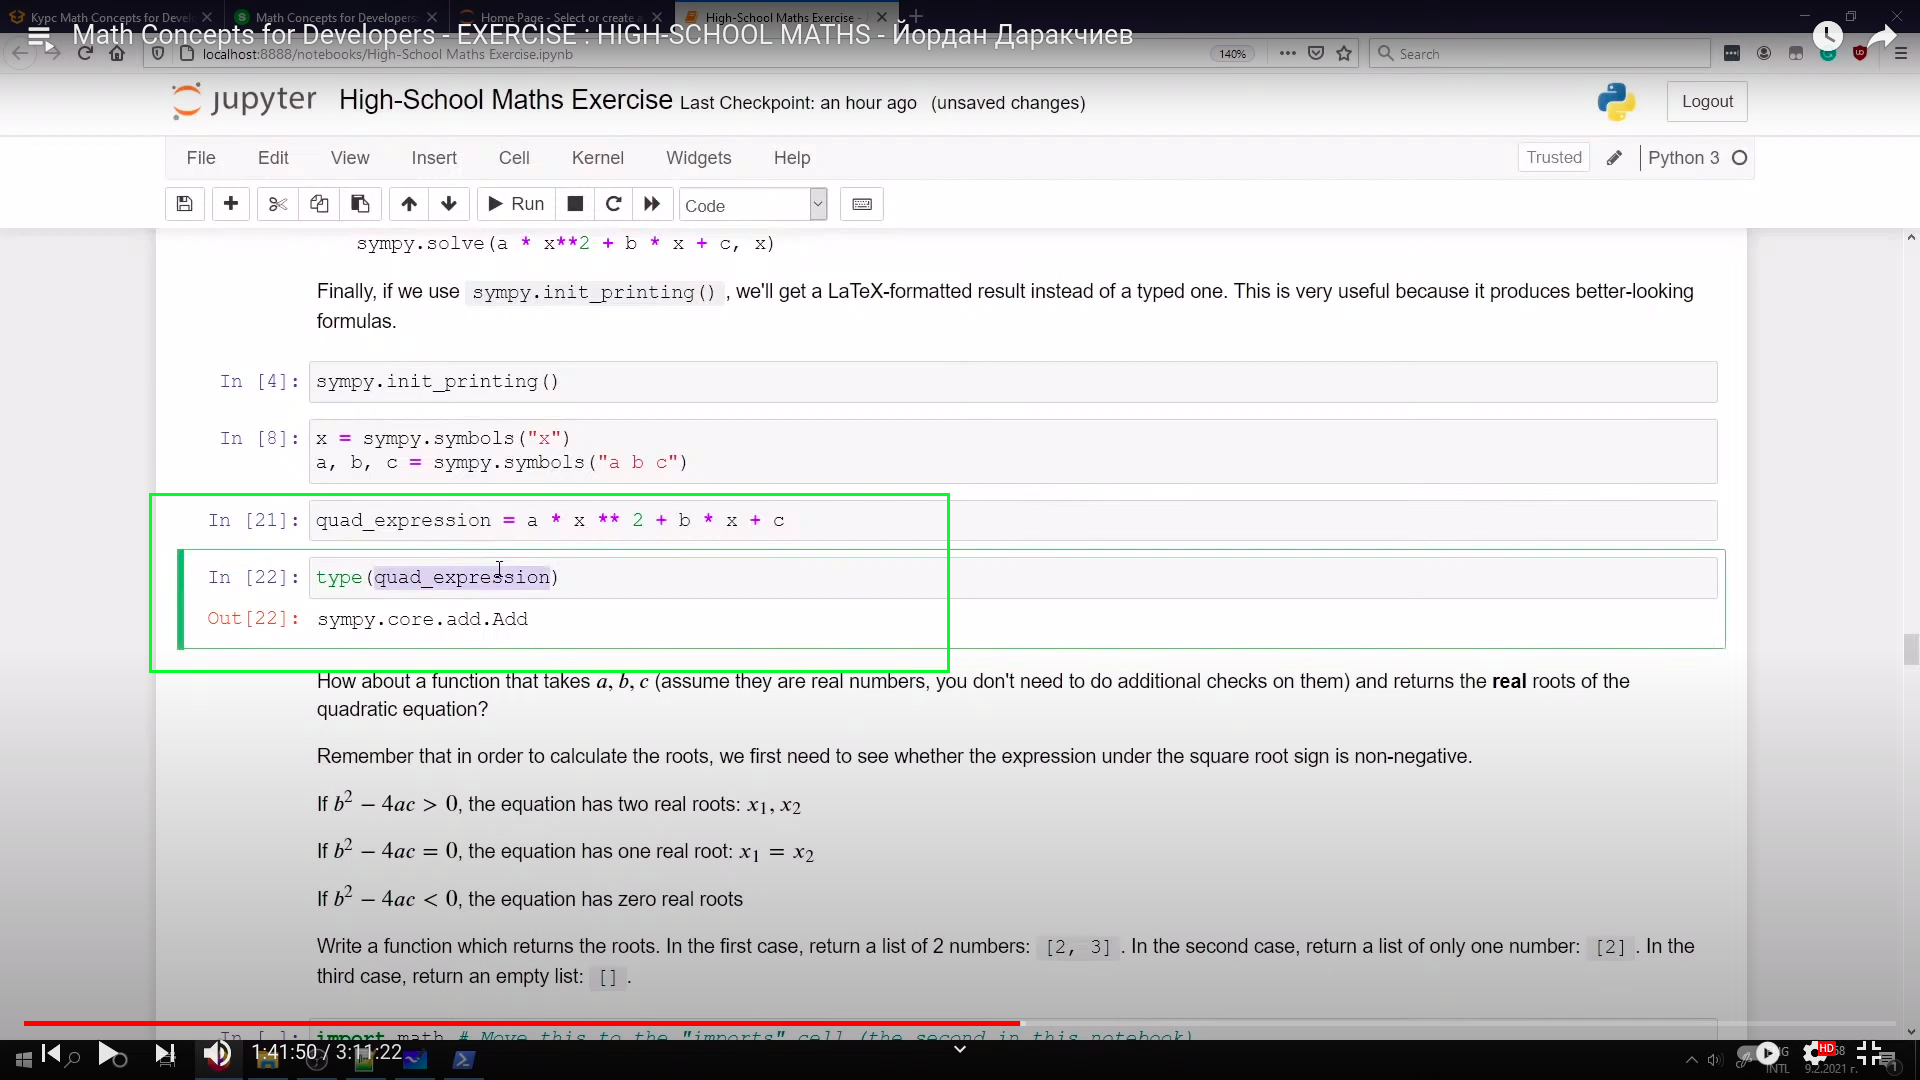 Курс Math Concepts for Devel
Math Concepts for Developers
Home Page - Select or create a
High-School Maths Exercise -
Math Concepts for Developers - EXERCISE : HIGH-SCHOOL MATHS - Йордан Даракчиев
localhost:8888/notebooks/High-School Maths Exercise.ipynb
140%
Search
jupyter High-School Maths Exercise Last Checkpoint: an hour ago (unsaved changes)
Logout
File Edit View Insert Cell Kernel Widgets Help
Trusted
Python 3
Run
Code
sympy.solve(a * x**2 + b * x + c, x)
Finally, if we use sympy.init_printing() , we'll get a LaTeX-formatted result instead of a typed one. This is very useful because it produces better-looking
formulas.
In [4]: sympy.init_printing()
In [8]: x = sympy.symbols("x")
a, b, c = sympy.symbols("a b c")
In [21]: quad_expression = a * x ** 2 + b * x + c
In [22]: type(quad_expression)
Out[22]: sympy.core.add.Add
How about a function that takes a, b, c (assume they are real numbers, you don't need to do additional checks on them) and returns the real roots of the
quadratic equation?
Remember that in order to calculate the roots, we first need to see whether the expression under the square root sign is non-negative.
If b² − 4ac > 0, the equation has two real roots: x₁, x₂
If b² − 4ac = 0, the equation has one real root: x₁ = x₂
If b² − 4ac < 0, the equation has zero real roots
Write a function which returns the roots. In the first case, return a list of 2 numbers: [2, 3] . In the second case, return a list of only one number: [2] . In the
third case, return an empty list: [] .
In [ ]: import math # Move this to the "imports" cell (the second in this notebook)
1:41:50 / 3:11:22
HD
INTL
9.2.2021 г.